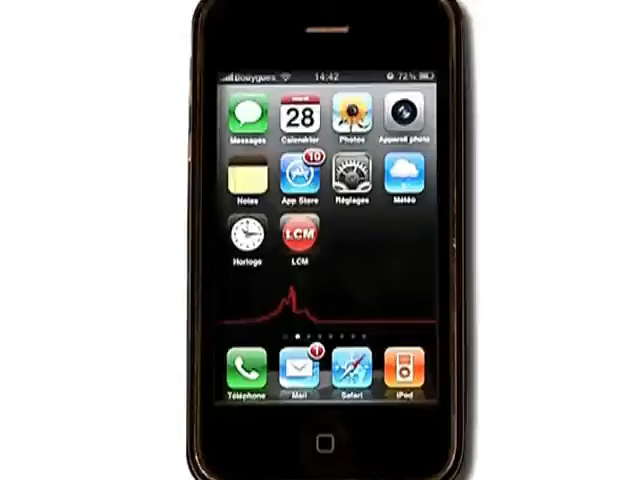 Bouygues 14:42 72 %
28
Messages Calendrier Photos Appareil photo
10
Notes App Store Réglages Météo
LCM
Horloge LCM
1
Téléphone Mail Safari iPod